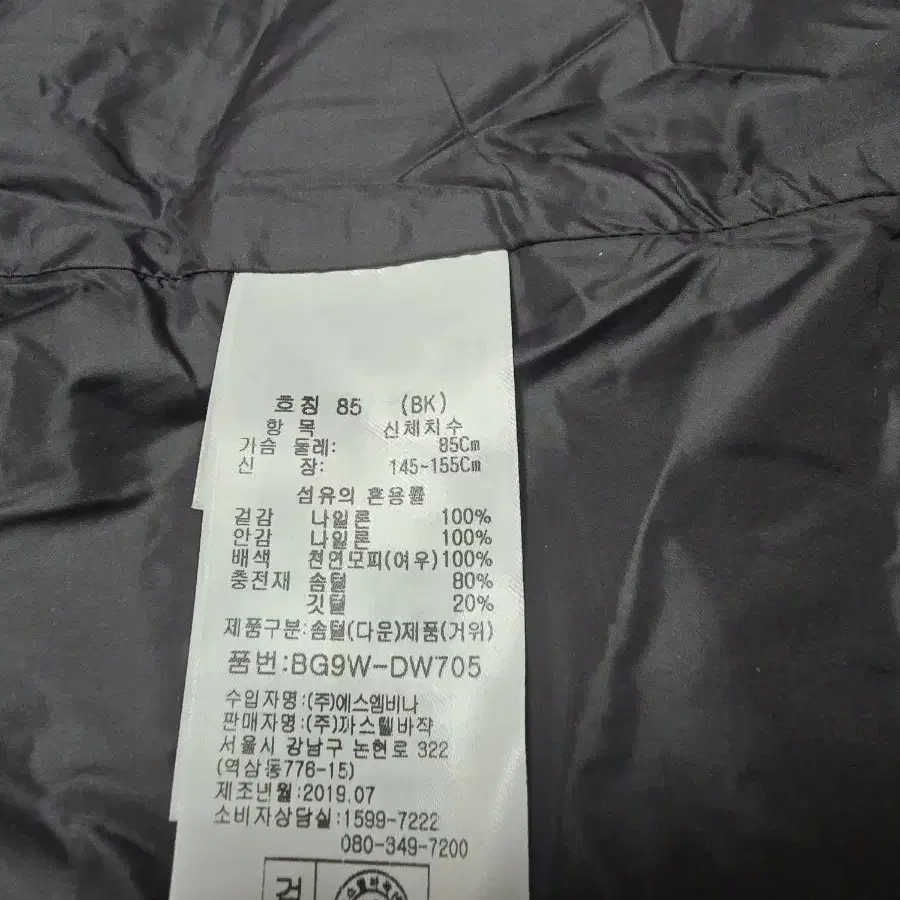 호칭 85 (BK)
항 목 신체치수
가슴 둘레: 85Cm
신 장: 145~155Cm
섬유의 혼용률
겉감 나일론 100%
안감 나일론 100%
배색 천연모피(여우)100%
충전재 솜털 80%
깃털 20%
제품구분:솜털(다운)제품(거위)
품번:BG9W-DW705
수입자명:(주)에스엠비나
판매자명:(주)까스텔바작
서울시 강남구 논현로 322
(역삼동776-15)
제조년월:2019.07
소비자상담실:1599-7222
080-349-7200